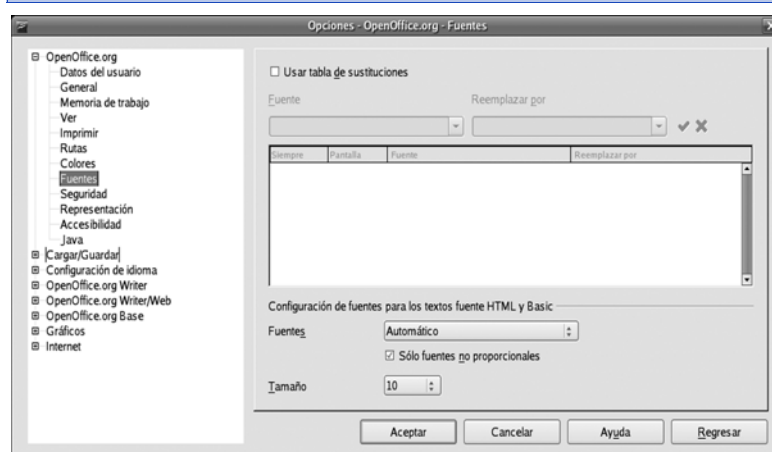 Opciones - OpenOffice.org - Fuentes
OpenOffice.org
Datos del usuario
General
Memoria de trabajo
Ver
Imprimir
Rutas
Colores
Fuentes
Seguridad
Representación
Accesibilidad
Java
Cargar/Guardar
Configuración de idioma
OpenOffice.org Writer
OpenOffice.org Writer/Web
OpenOffice.org Base
Gráficos
Internet
Usar tabla de sustituciones
Fuente Reemplazar por
Siempre Pantalla Fuente Reemplazar por
Configuración de fuentes para los textos fuente HTML y Basic
Fuentes Automático
Sólo fuentes no proporcionales
Tamaño 10
Aceptar Cancelar Ayuda Regresar